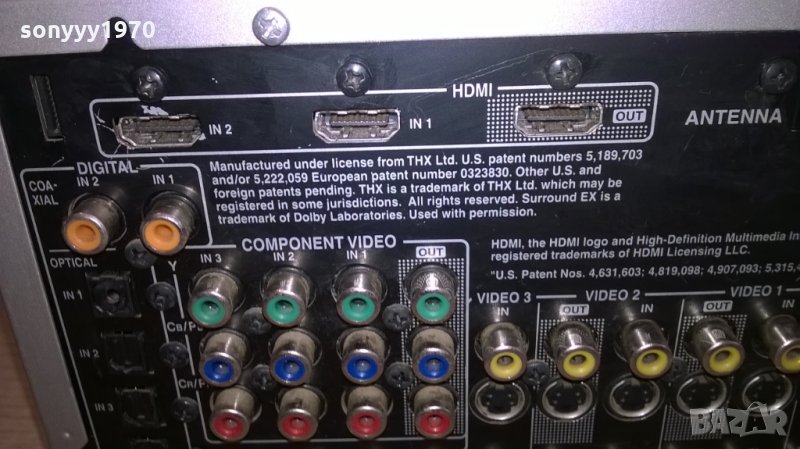 sonyyy1970
HDMI
IN 2
IN 1
OUT
ANTENNA
DIGITAL
COA-
XIAL
IN 2
IN 1
Manufactured under license from THX Ltd. U.S. patent numbers 5,189,703
and/or 5,222,059 European patent number 0323830. Other U.S. and
foreign patents pending. THX is a trademark of THX Ltd. which may be
registered in some jurisdictions. All rights reserved. Surround EX is a
trademark of Dolby Laboratories. Used with permission.
HDMI, the HDMI logo and High-Definition Multimedia
registered trademarks of HDMI Licensing LLC.
"U.S. Patent Nos. 4,631,603; 4,819,098; 4,907,093; 5,315,4
OPTICAL
IN 1
IN 2
IN 3
COMPONENT VIDEO
IN 3
IN 2
IN 1
OUT
Y
CB/P
CR/P
VIDEO 3
VIDEO 2
VIDEO 1
IN
OUT
IN
OUT
IN
BAZAR